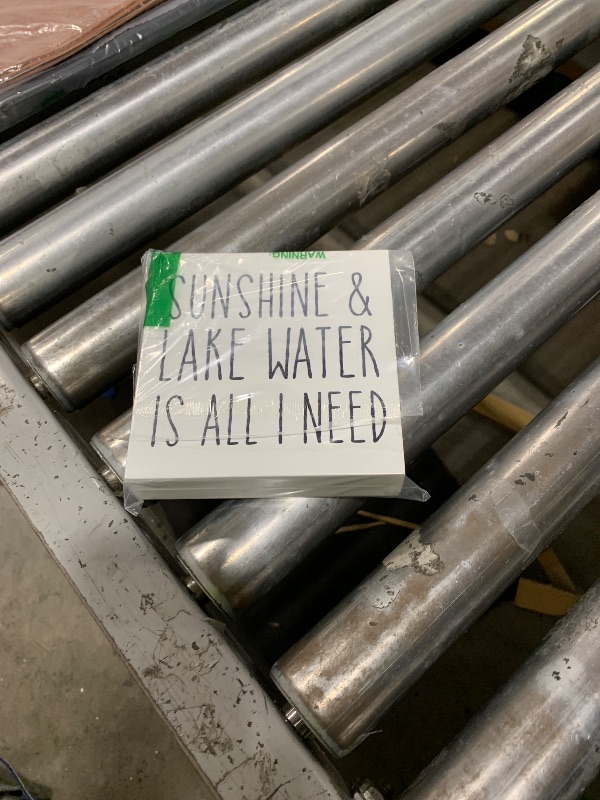 WARNING:
SUNSHINE &
LAKE WATER
IS ALL I NEED